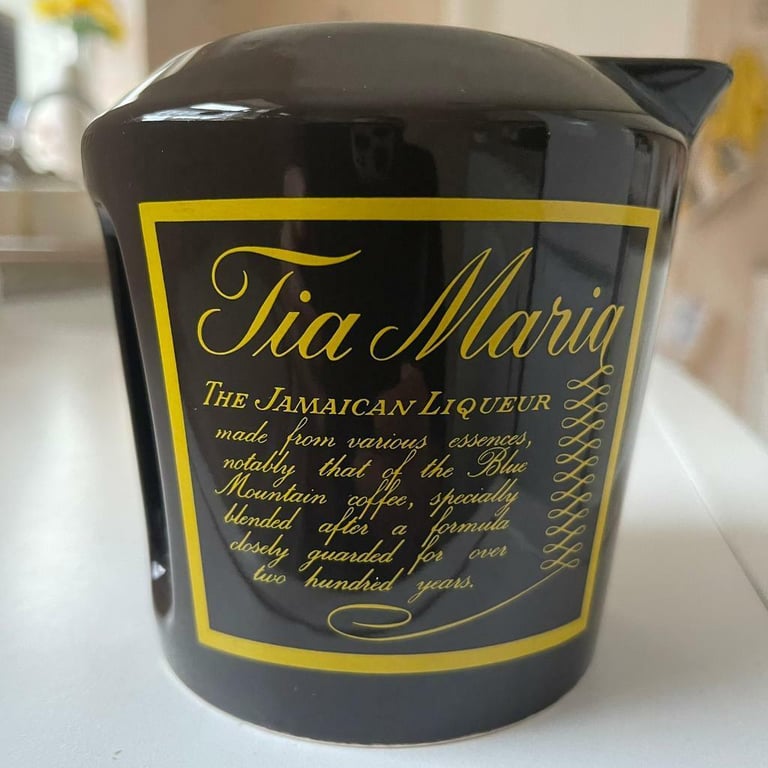 Tia Maria
THE JAMAICAN LIQUEUR
made from various essences,
notably that of the Blue
Mountain coffee, specially
blended after a formula
closely guarded for over
two hundred years.